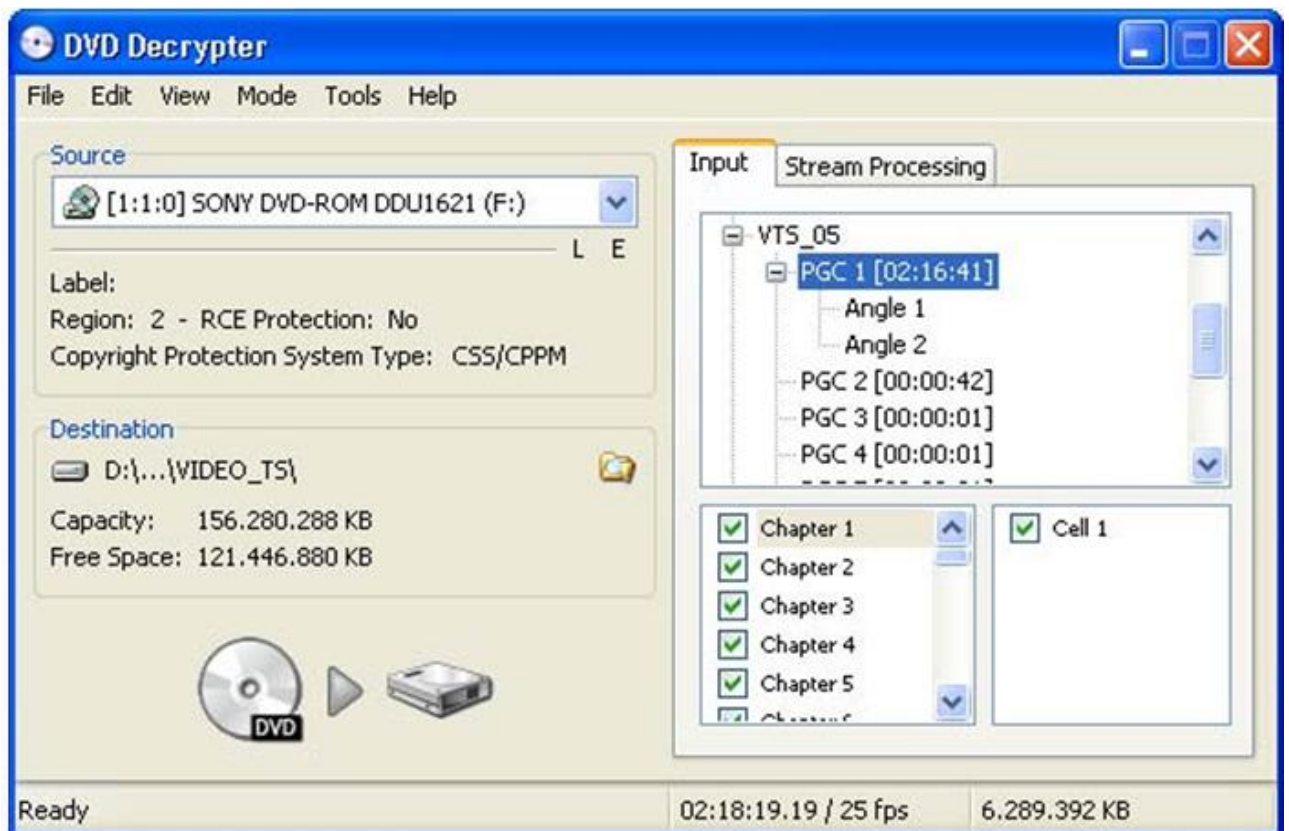 DVD Decrypter
File Edit View Mode Tools Help
Source
[1:1:0] SONY DVD-ROM DDU1621 (F:)
L E
Label:
Region: 2 - RCE Protection: No
Copyright Protection System Type: CSS/CPPM
Destination
D:\...\VIDEO_TS\
Capacity: 156.280.288 KB
Free Space: 121.446.880 KB
DVD
Input Stream Processing
VTS_05
PGC 1 [02:16:41]
Angle 1
Angle 2
PGC 2 [00:00:42]
PGC 3 [00:00:01]
PGC 4 [00:00:01]
Chapter 1
Chapter 2
Chapter 3
Chapter 4
Chapter 5
Cell 1
Ready 02:18:19.19 / 25 fps 6.289.392 KB